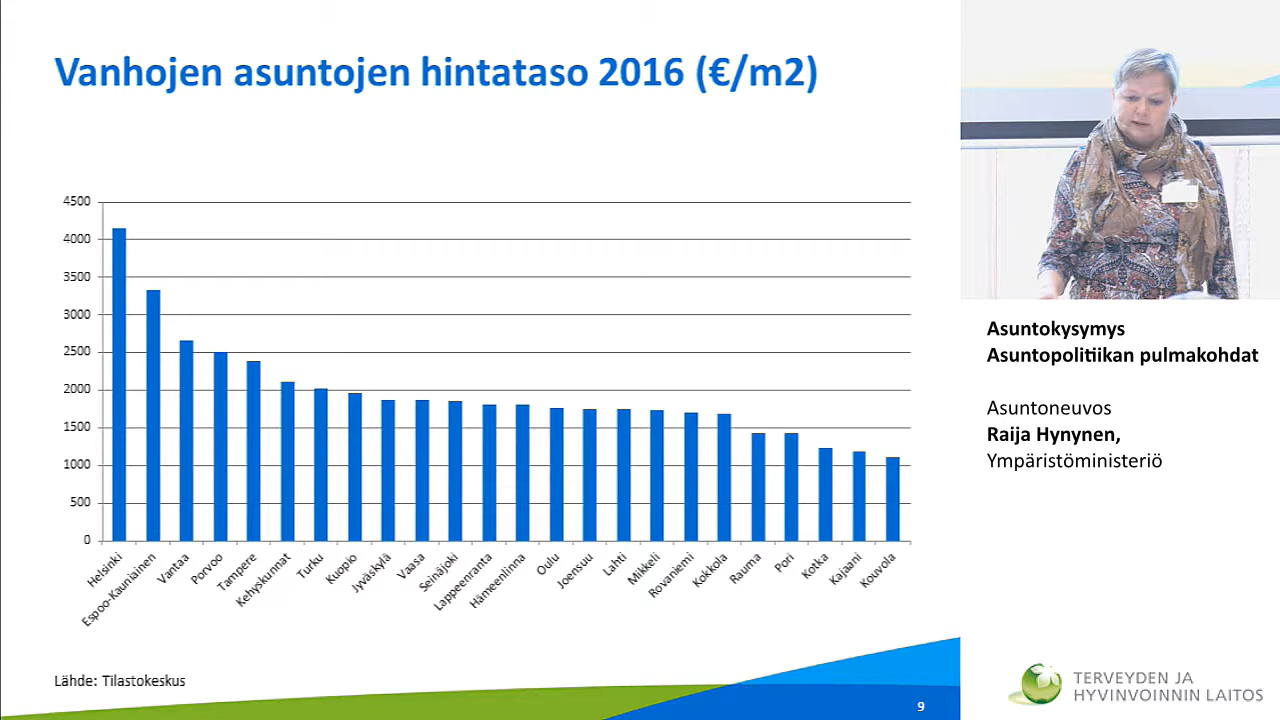 Vanhojen asuntojen hintataso 2016 (€/m2)
4500
4000
3500
3000
2500
2000
1500
1000
500
0
Helsinki
Espoo-Kauniainen
Vantaa
Porvoo
Tampere
Kehyskunnat
Turku
Kuopio
Jyväskylä
Vaasa
Seinäjoki
Lappeenranta
Hämeenlinna
Oulu
Joensuu
Lahti
Mikkeli
Rovaniemi
Kokkola
Rauma
Pori
Kotka
Kajaani
Kouvola
Lähde: Tilastokeskus
9
Asuntokysymys
Asuntopolitiikan pulmakohdat
Asuntoneuvos
Raija Hynynen,
Ympäristöministeriö
TERVEYDEN JA
HYVINVOINNIN LAITOS